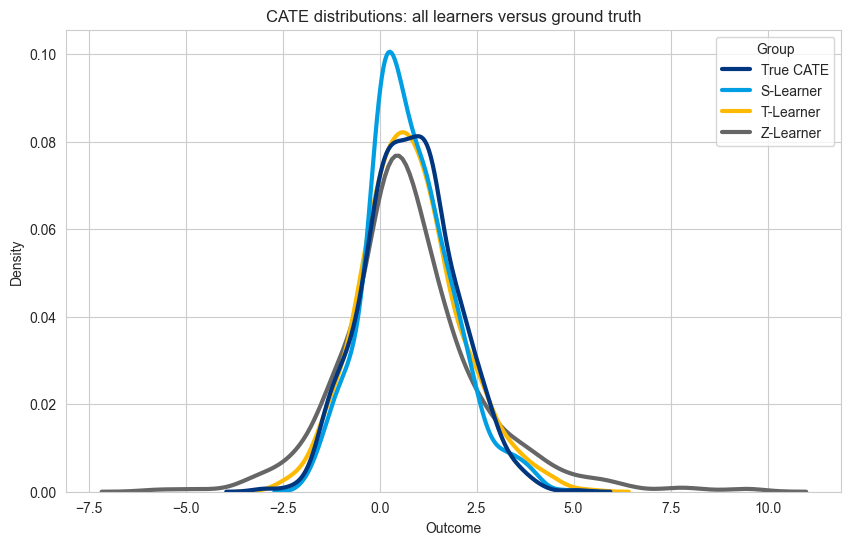 CATE distributions: all learners versus ground truth
Group
True CATE
S-Learner
T-Learner
Z-Learner
Density
0.10
0.08
0.06
0.04
0.02
0.00
−7.5 −5.0 −2.5 0.0 2.5 5.0 7.5 10.0
Outcome